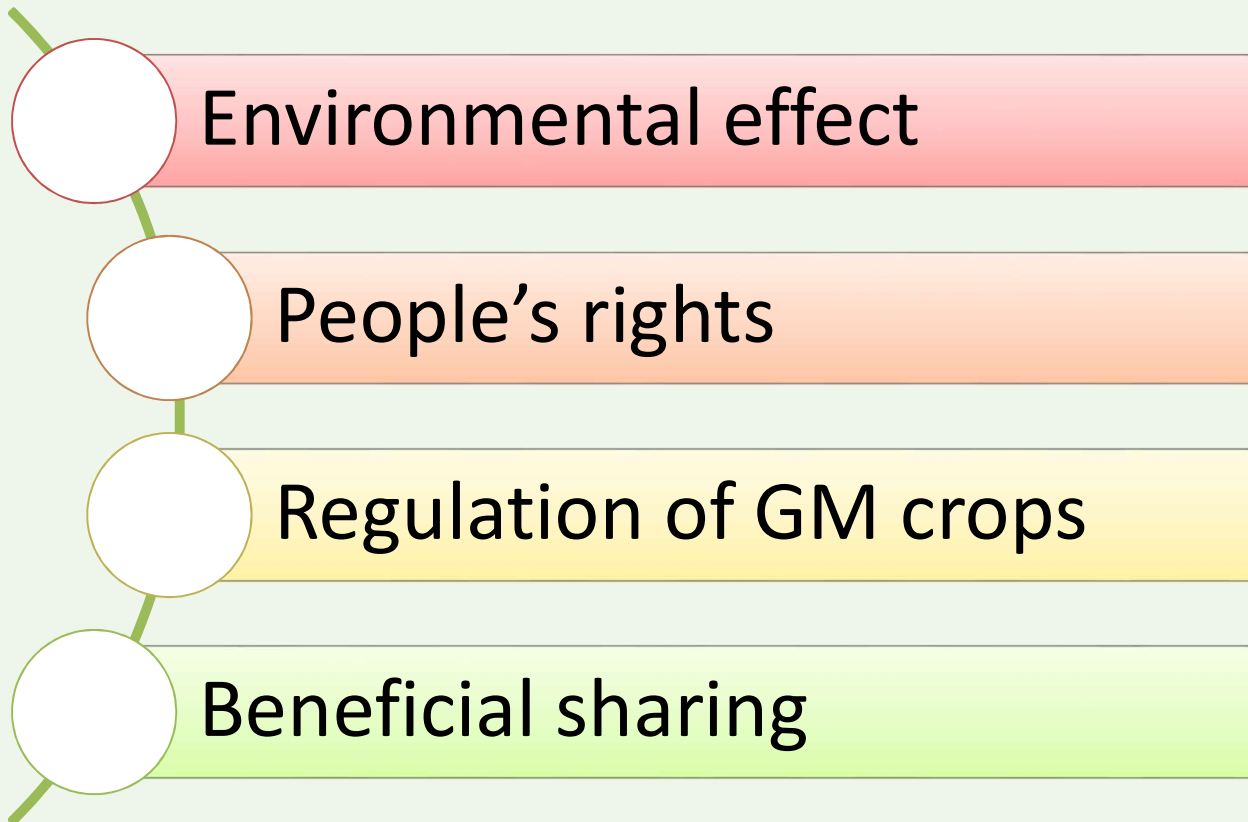 Environmental effect
People’s rights
Regulation of GM crops
Beneficial sharing